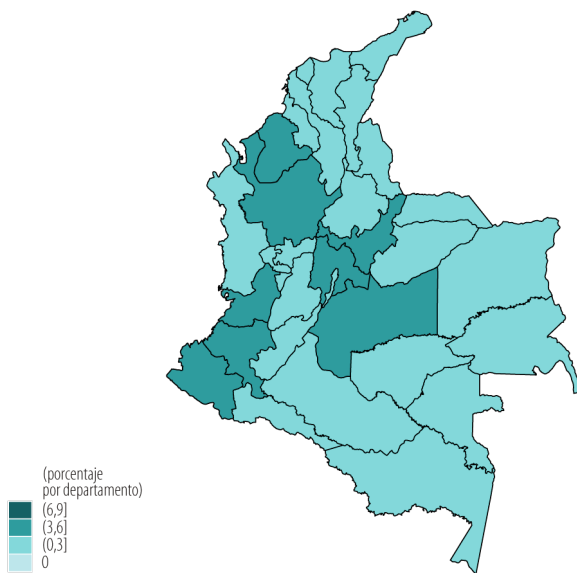 (porcentaje
por departamento)
(6,9]
(3,6]
(0,3]
0